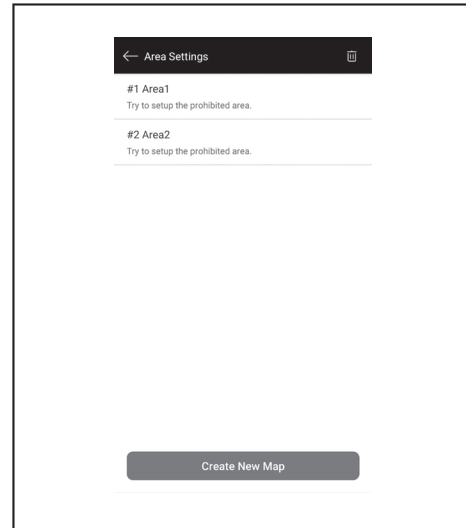 Area Settings
#1 Area1
Try to setup the prohibited area.
#2 Area2
Try to setup the prohibited area.
Create New Map